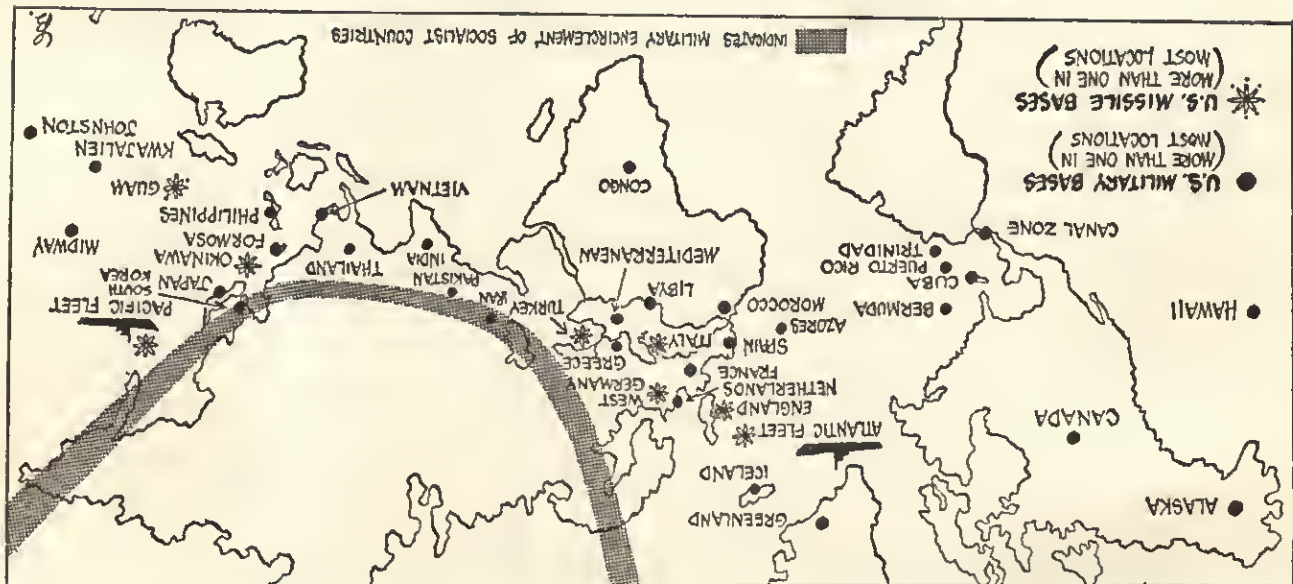 ALASKA
GREENLAND
ICELAND
CANADA
ATLANTIC FLEET
ENGLAND
NETHERLANDS
WEST
GERMANY
FRANCE
GREECE
SPAIN
ITALY
TURKEY
AZORES
MOROCCO
LIBYA
MEDITERRANEAN
HAWAII
BERMUDA
CUBA
PUERTO RICO
TRINIDAD
CANAL ZONE
IRAN
PAKISTAN
INDIA
THAILAND
VIETNAM
PACIFIC FLEET
SOUTH
KOREA
JAPAN
OKINAWA
FORMOSA
PHILIPPINES
MIDWAY
GUAM
KWAJALIEN
JOHNSTON
CONGO
U.S. MILITARY BASES
(MORE THAN ONE IN
MOST LOCATIONS)
U.S. MISSILE BASES
(MORE THAN ONE IN
MOST LOCATIONS)
INDICATES MILITARY ENCIRCLEMENT OF SOCIALIST COUNTRIES